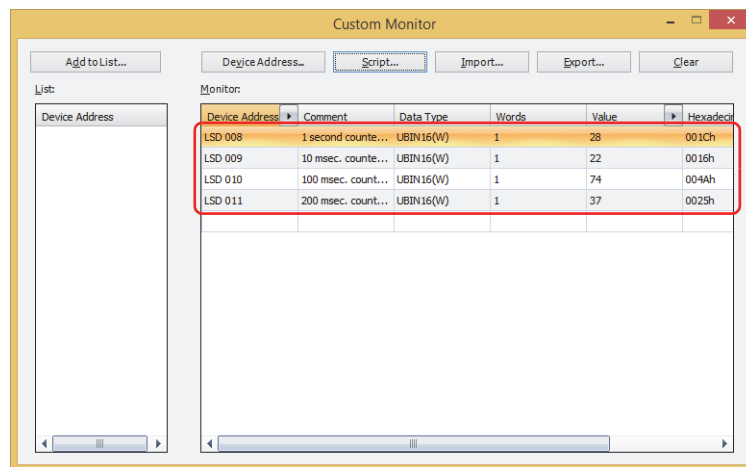 Custom Monitor
Add to List... Device Address... Script... Import... Export... Clear
List: Monitor:
Device Address Device Address Comment Data Type Words Value Hexadecin
LSD 008 1 second counte... UBIN16(W) 1 28 001Ch
LSD 009 10 msec. counte... UBIN16(W) 1 22 0016h
LSD 010 100 msec. count... UBIN16(W) 1 74 004Ah
LSD 011 200 msec. count... UBIN16(W) 1 37 0025h